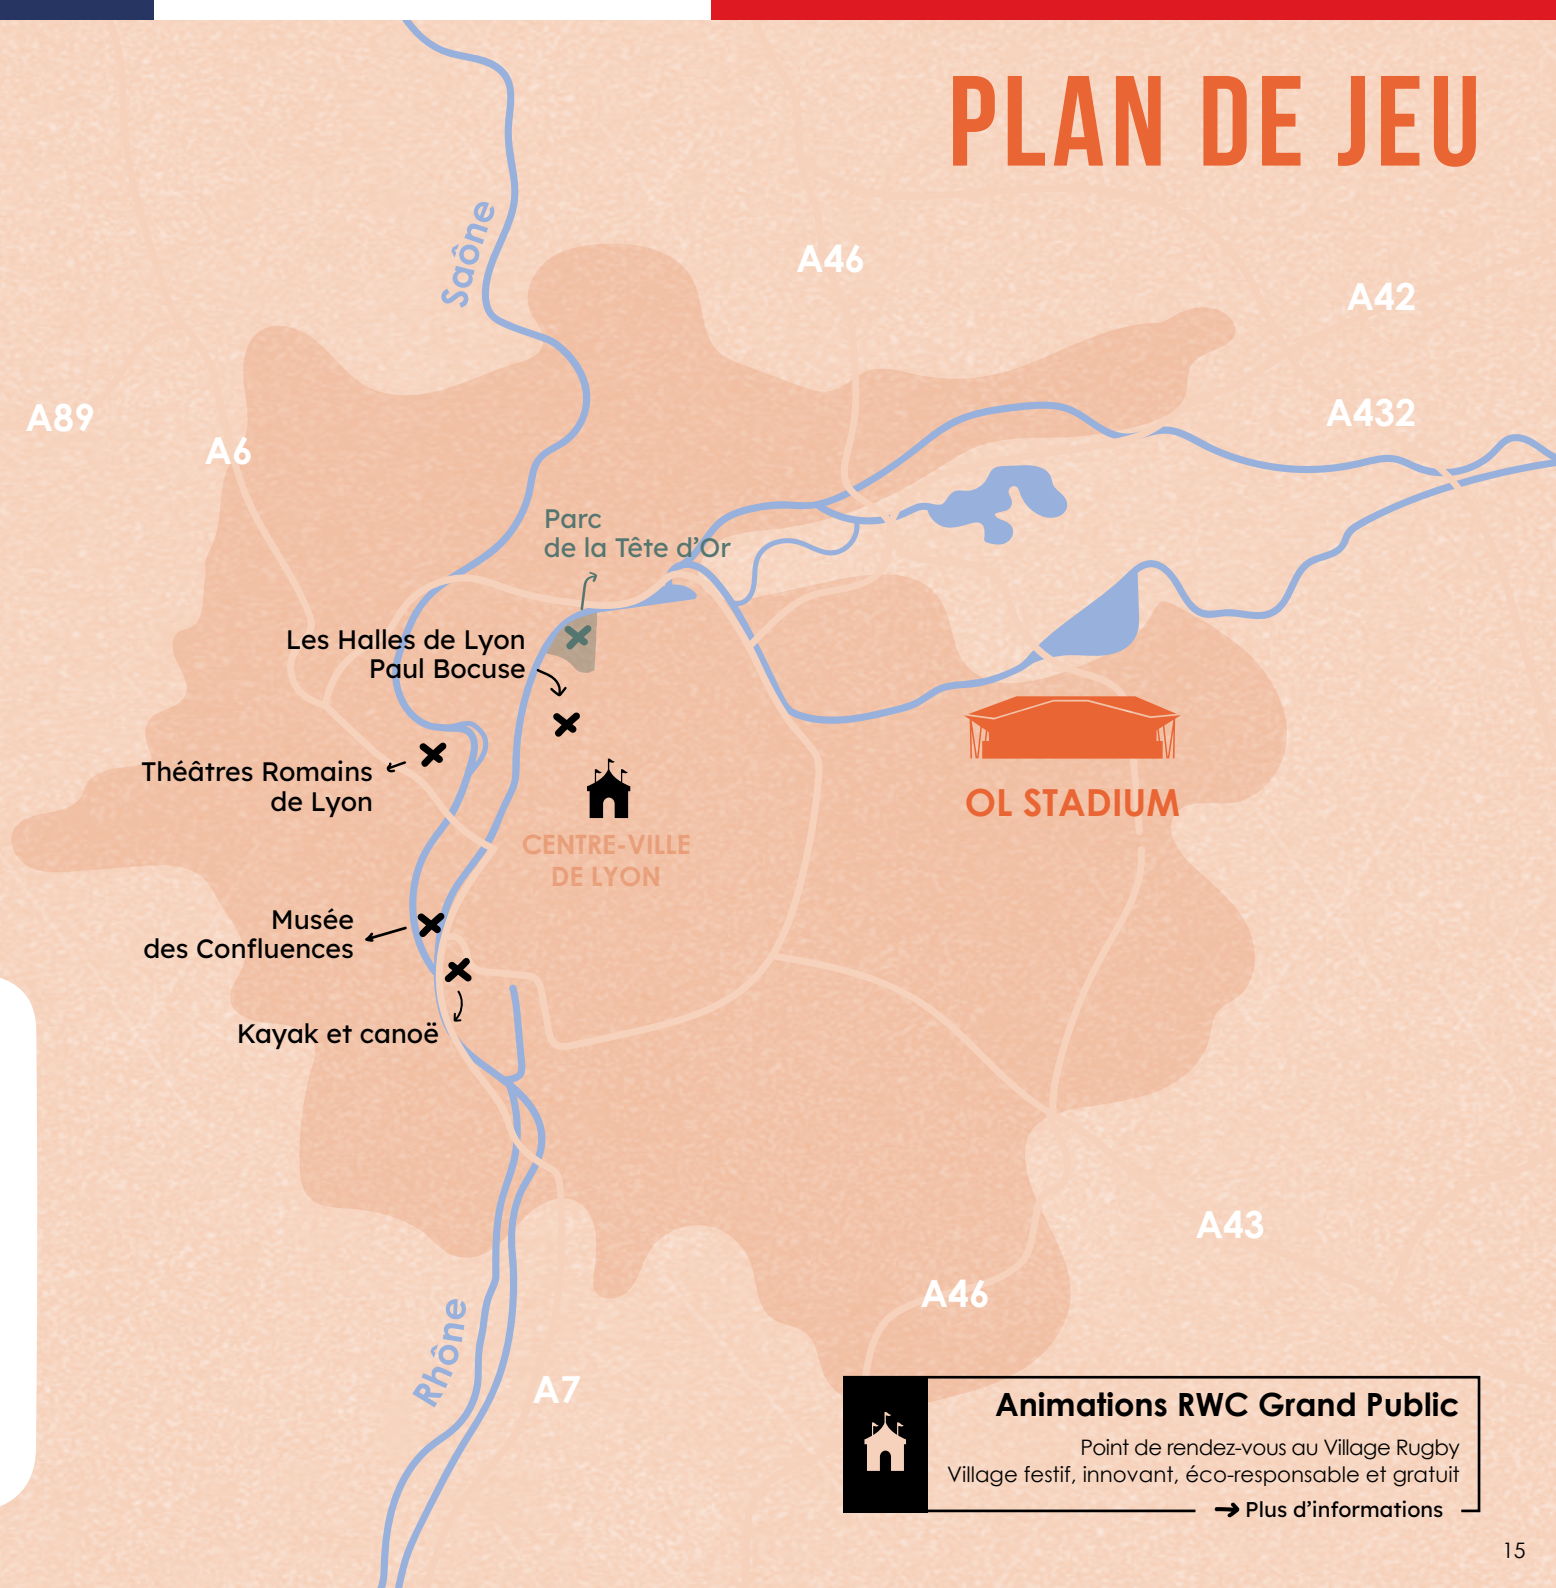 PLAN DE JEU
Saône
A46
A42
A89
A6
A432
Parc
de la Tête d’Or
Les Halles de Lyon
Paul Bocuse
Théâtres Romains
de Lyon
OL STADIUM
CENTRE-VILLE
DE LYON
Musée
des Confluences
Kayak et canoë
A43
A46
Rhône
A7
Animations RWC Grand Public
Point de rendez-vous au Village Rugby
Village festif, innovant, éco-responsable et gratuit
➞ Plus d’informations
15